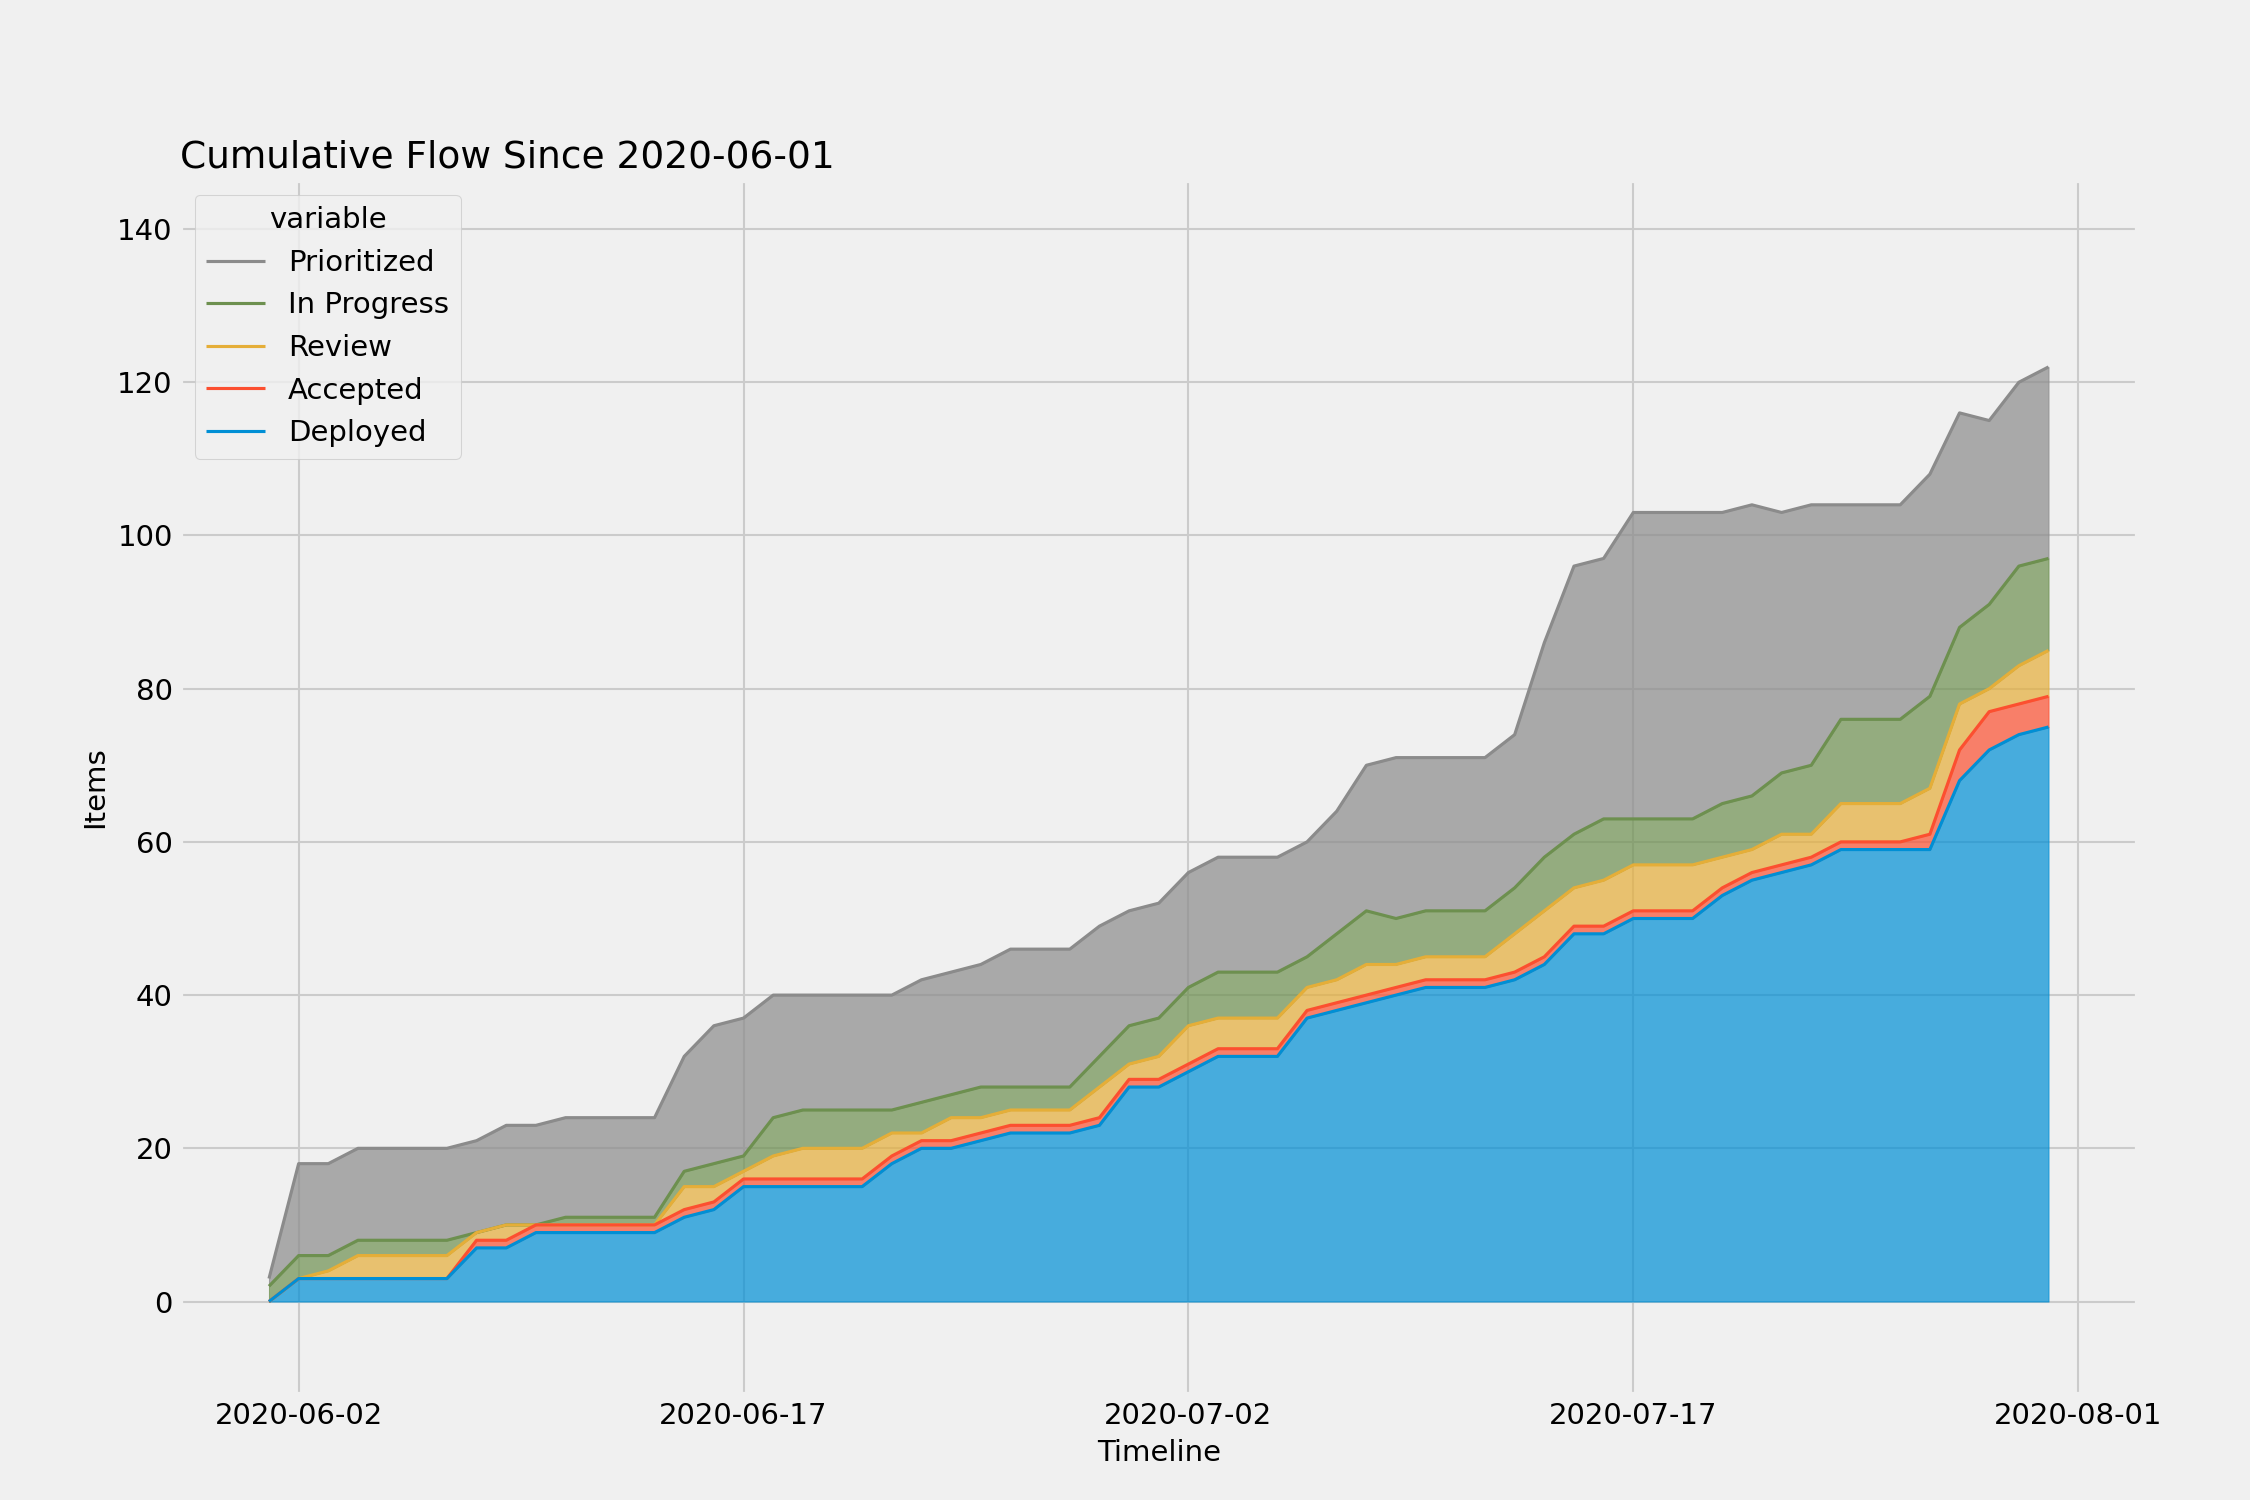 Cumulative Flow Since 2020-06-01
variable
Prioritized
In Progress
Review
Accepted
Deployed
140
120
100
80
60
40
20
0
Items
2020-06-02
2020-06-17
2020-07-02
2020-07-17
2020-08-01
Timeline